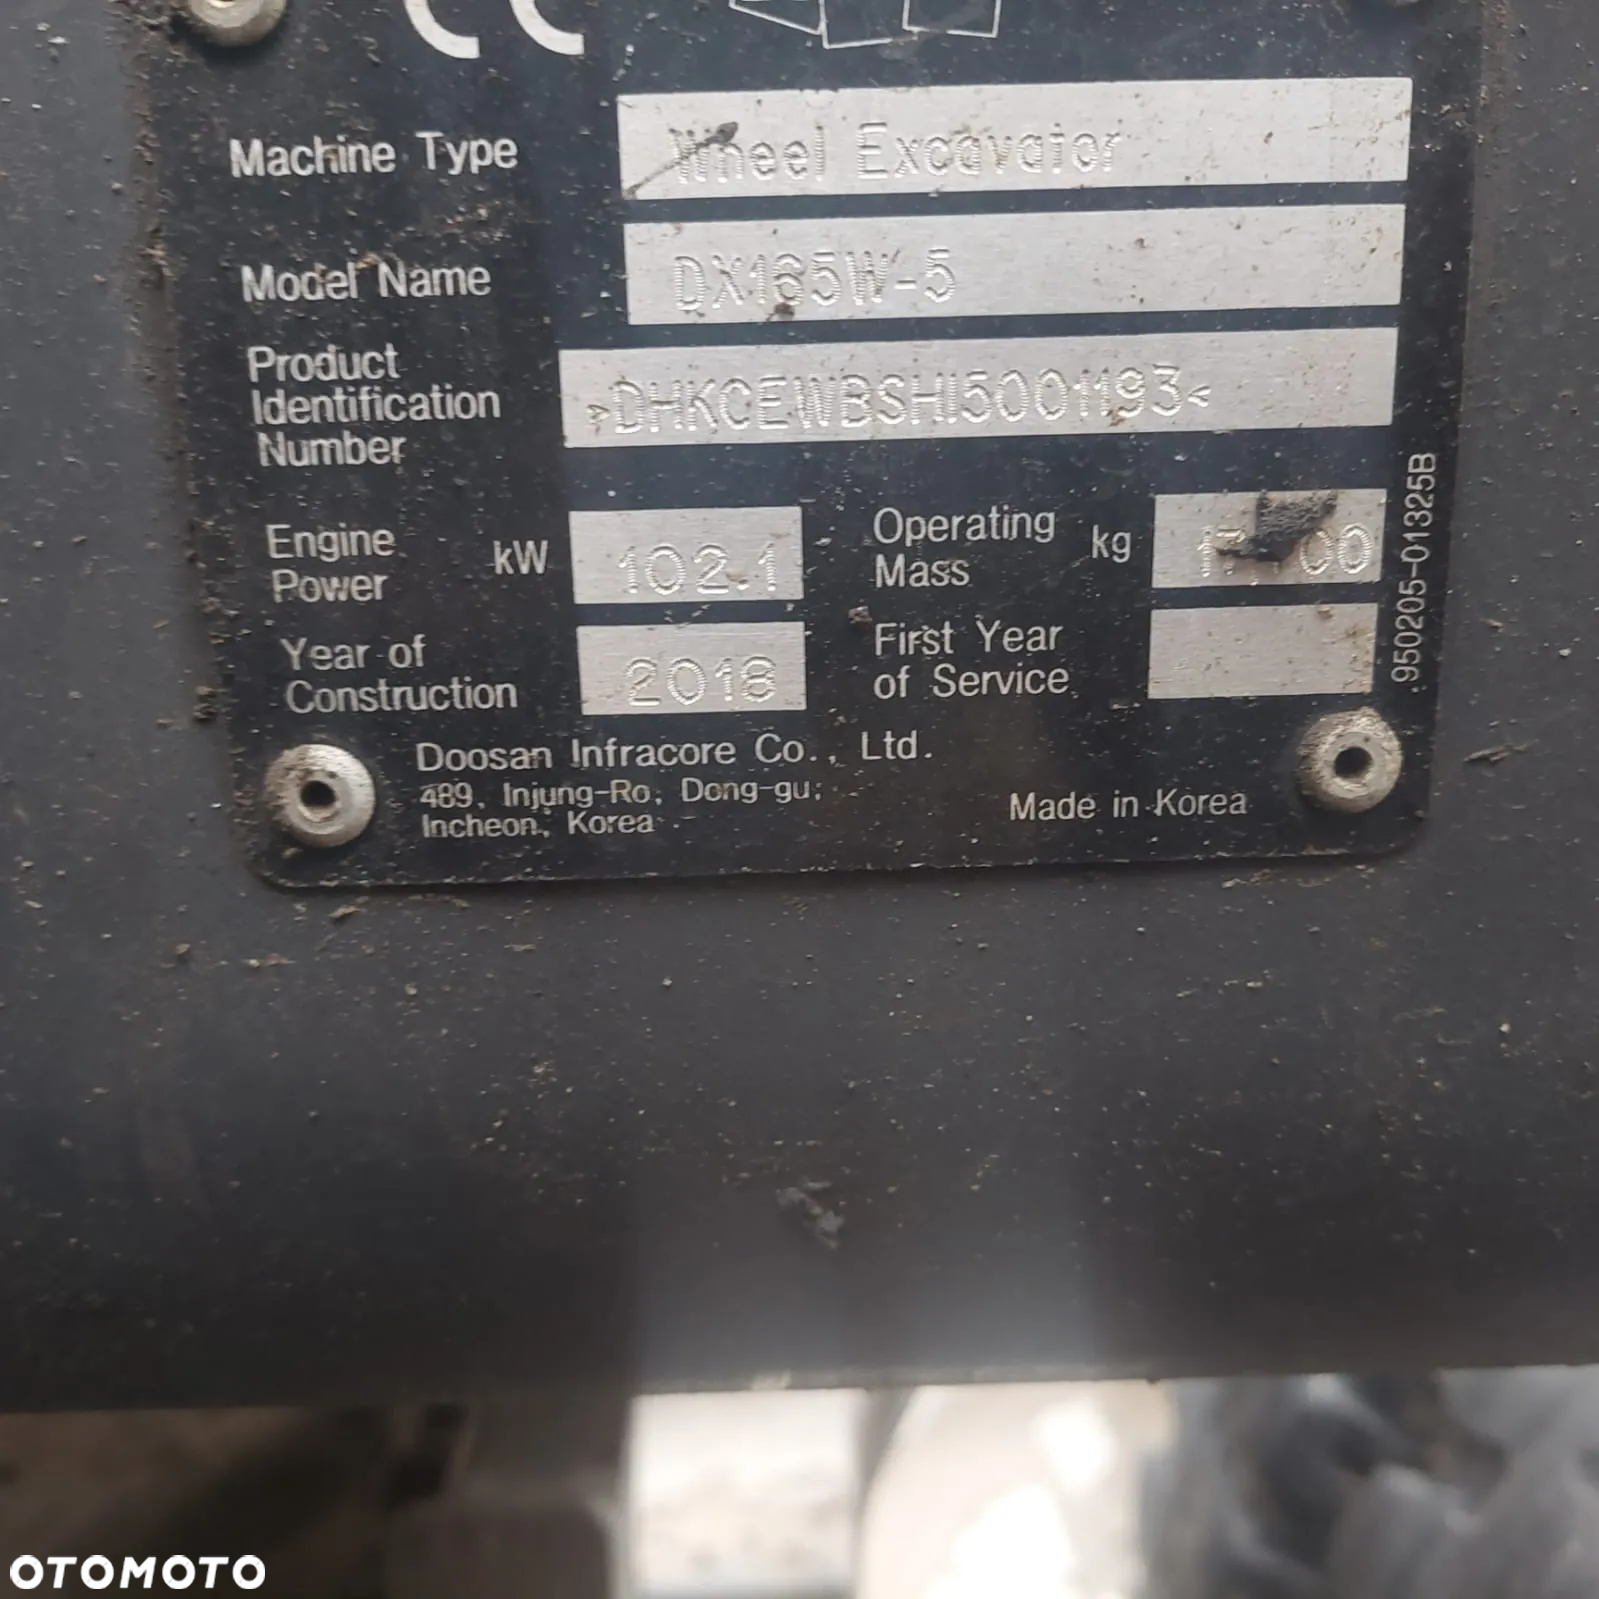 CE
Machine Type Wheel Excavator
Model Name DX165W-5
Product
Identification
Number
>DHKCEWBSHI5001193<
Engine
Power kW 102.1
Operating
Mass kg
Year of
Construction 2018
First Year
of Service
Doosan Infracore Co., Ltd.
489, Injung-Ro, Dong-gu,
Incheon, Korea
Made in Korea
950205-01325B
OTOMOTO